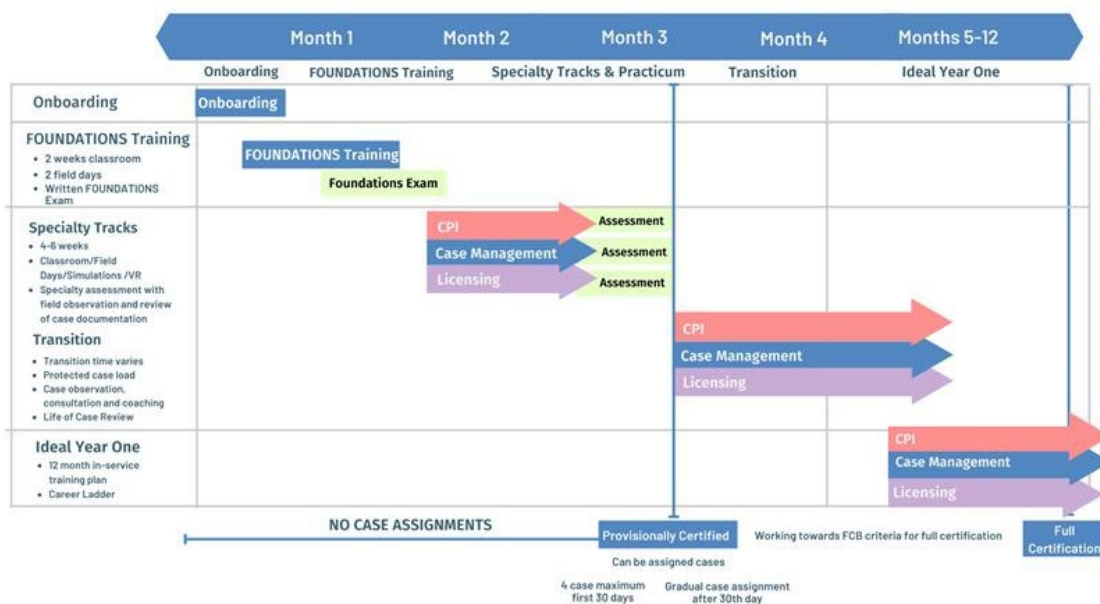 Month 1
Month 2
Month 3
Month 4
Months 5-12
Onboarding
FOUNDATIONS Training
Specialty Tracks & Practicum
Transition
Ideal Year One
Onboarding
Onboarding
FOUNDATIONS Training
• 2 weeks classroom
• 2 field days
• Written FOUNDATIONS
Exam
FOUNDATIONS Training
Foundations Exam
Specialty Tracks
• 4-6 weeks
• Classroom/Field
Days/Simulations /VR
• Specialty assessment with
field observation and review
of case documentation
CPI
Case Management
Licensing
Assessment
Assessment
Assessment
Transition
• Transition time varies
• Protected case load
• Case observation,
consultation and coaching
• Life of Case Review
CPI
Case Management
Licensing
Ideal Year One
• 12 month in-service
training plan
• Career Ladder
CPI
Case Management
Licensing
NO CASE ASSIGNMENTS
Provisionally Certified
Working towards FCB criteria for full certification
Full
Certification
Can be assigned cases
4 case maximum
first 30 days
Gradual case assignment
after 30th day